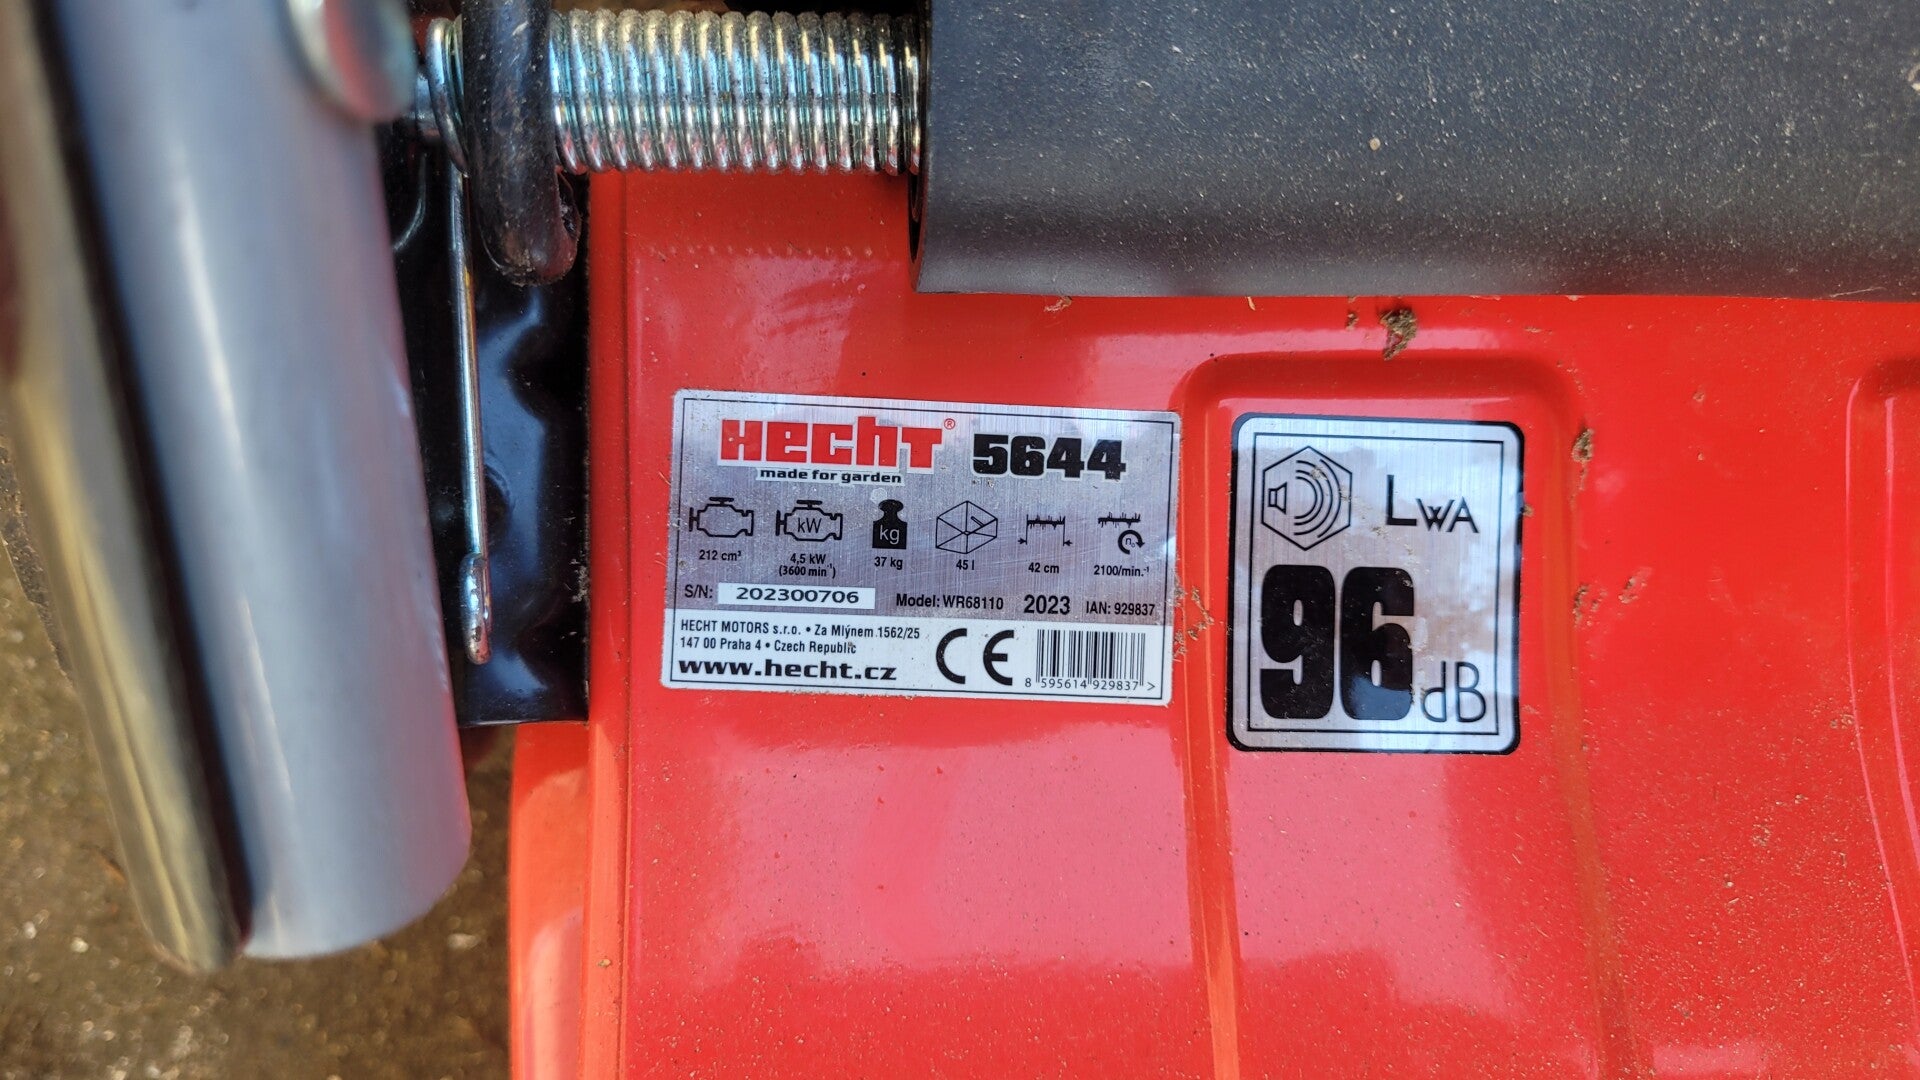 HECHT® 5644
made for garden
kW
kg
n₀
212 cm³
4,5 kW
(3600 min⁻¹)
37 kg
45 l
42 cm
2100/min.⁻¹
S/N: 202300706 Model: WR68110 2023 IAN: 929837
HECHT MOTORS s.r.o. • Za Mlýnem 1562/25
147 00 Praha 4 • Czech Republic
www.hecht.cz
CE
8 595614 929837 >
LWA
96 dB